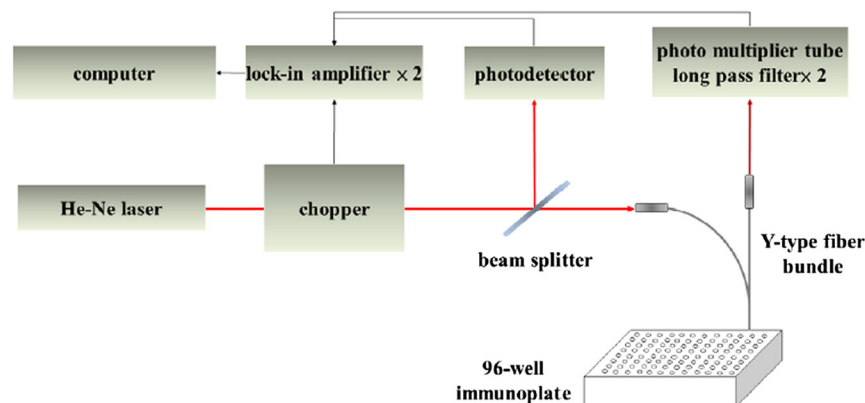 computer
lock-in amplifier × 2
photodetector
photo multiplier tube
long pass filter× 2
He-Ne laser
chopper
beam splitter
Y-type fiber
bundle
96-well
immunoplate